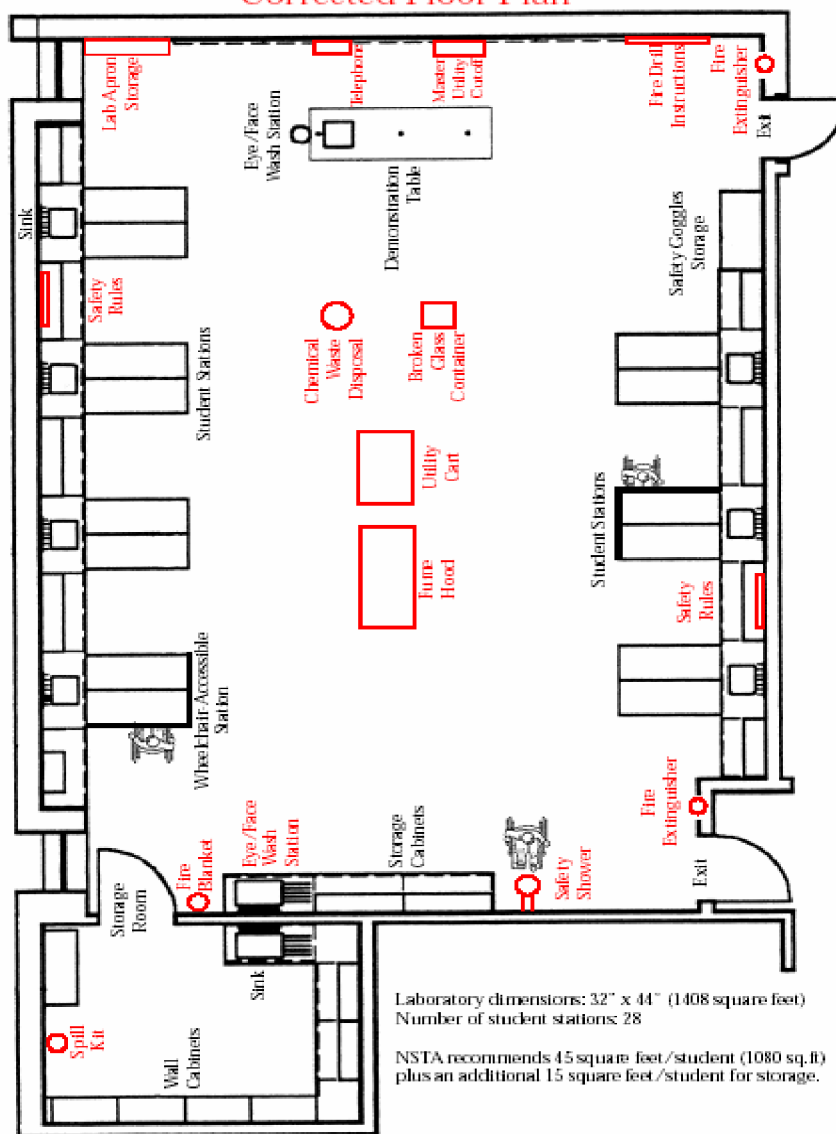 Corrected Floor Plan
Lab Apron
Storage
Telephone
Master
Utility
Cutoff
Fire Drill
Instructions
Fire
Extinguisher
Exit
Eye/Face
Wash Station
Demonstration
Table
Sink
Safety
Rules
Safety Goggles
Storage
Chemical
Waste
Disposal
Broken
Glass
Container
Student Stations
Utility
Cart
Fume
Hood
Student Stations
Safety
Rules
Wheelchair-Accessible
Station
Fire
Extinguisher
Exit
Storage
Room
Fire
Blanket
Eye/Face
Wash
Station
Storage
Cabinets
Safety
Shower
Sink
Spill
Kit
Wall
Cabinets
Laboratory dimensions: 32" x 44" (1408 square feet)
Number of student stations: 28
NSTA recommends 45 square feet/student (1080 sq.ft)
plus an additional 15 square feet/student for storage.